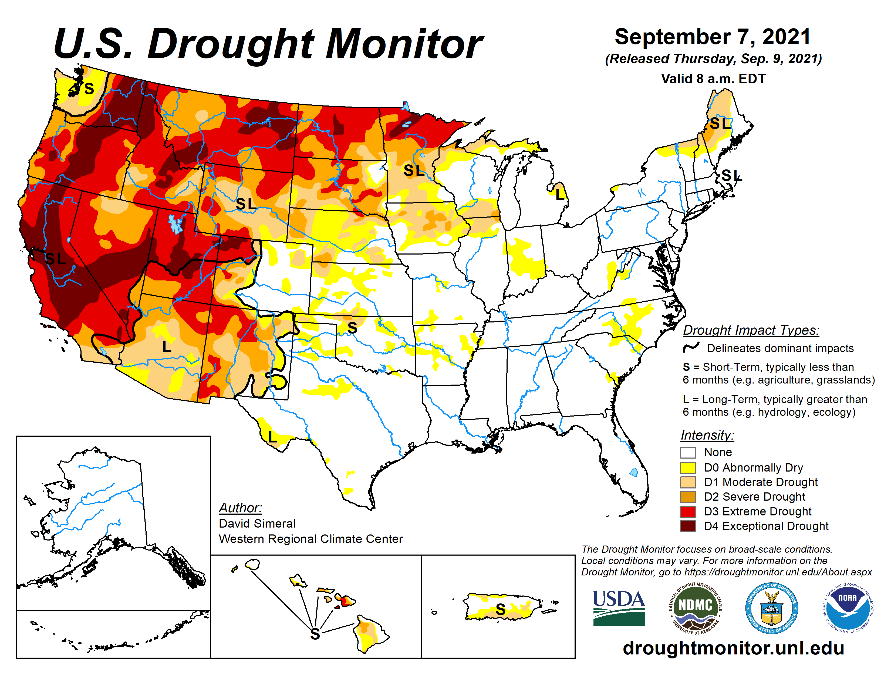 U.S. Drought Monitor
September 7, 2021
(Released Thursday, Sep. 9, 2021)
Valid 8 a.m. EDT
S
SL
SL
SL
SL
L
SL
L
S
L
Drought Impact Types:
Delineates dominant impacts
S = Short-Term, typically less than
6 months (e.g. agriculture, grasslands)
L = Long-Term, typically greater than
6 months (e.g. hydrology, ecology)
Intensity:
None
D0 Abnormally Dry
D1 Moderate Drought
D2 Severe Drought
D3 Extreme Drought
D4 Exceptional Drought
Author:
David Simeral
Western Regional Climate Center
S
S
The Drought Monitor focuses on broad-scale conditions.
Local conditions may vary. For more information on the
Drought Monitor, go to https://droughtmonitor.unl.edu/About.aspx
USDA
NDMC
NOAA
droughtmonitor.unl.edu